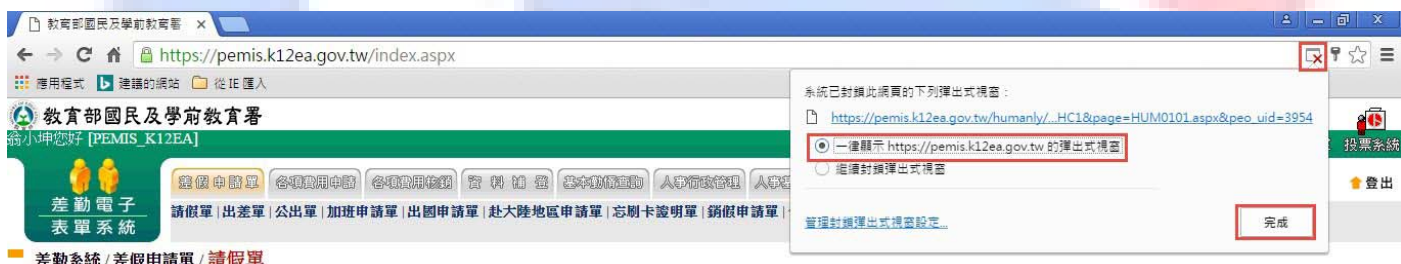 教育部國民及學前教育署
https://pemis.k12ea.gov.tw/index.aspx
應用程式 建議的網站 從 IE 匯入
系統已封鎖此網頁的下列彈出式視窗：
https://pemis.k12ea.gov.tw/humanly/...HC1&page=HUM0101.aspx&peo_uid=3954
一律顯示 https://pemis.k12ea.gov.tw 的彈出式視窗
繼續封鎖彈出式視窗
管理封鎖彈出式視窗設定...
完成
教育部國民及學前教育署
翁小坤您好 [PEMIS_K12EA]
投票系統
登出
差勤電子
表單系統
差假申請單 各項費用申請 各項費用核銷 資料補登 基本勤惰查詢 人事行政管理
請假單 | 出差單 | 公出單 | 加班申請單 | 出國申請單 | 赴大陸地區申請單 | 忘刷卡證明單 | 銷假申請單 |
差勤系統 / 差假申請單 / 請假單